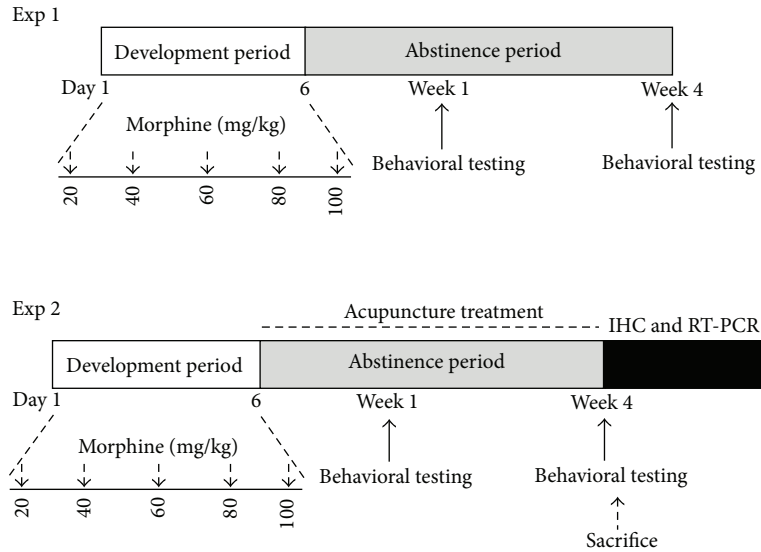 Exp 1
Development period
Abstinence period
Day 1
6
Week 1
Week 4
Morphine (mg/kg)
Behavioral testing
Behavioral testing
20
40
60
80
100
Exp 2
Acupuncture treatment
IHC and RT-PCR
Development period
Abstinence period
Day 1
6
Week 1
Week 4
Morphine (mg/kg)
Behavioral testing
Behavioral testing
20
40
60
80
100
Sacrifice